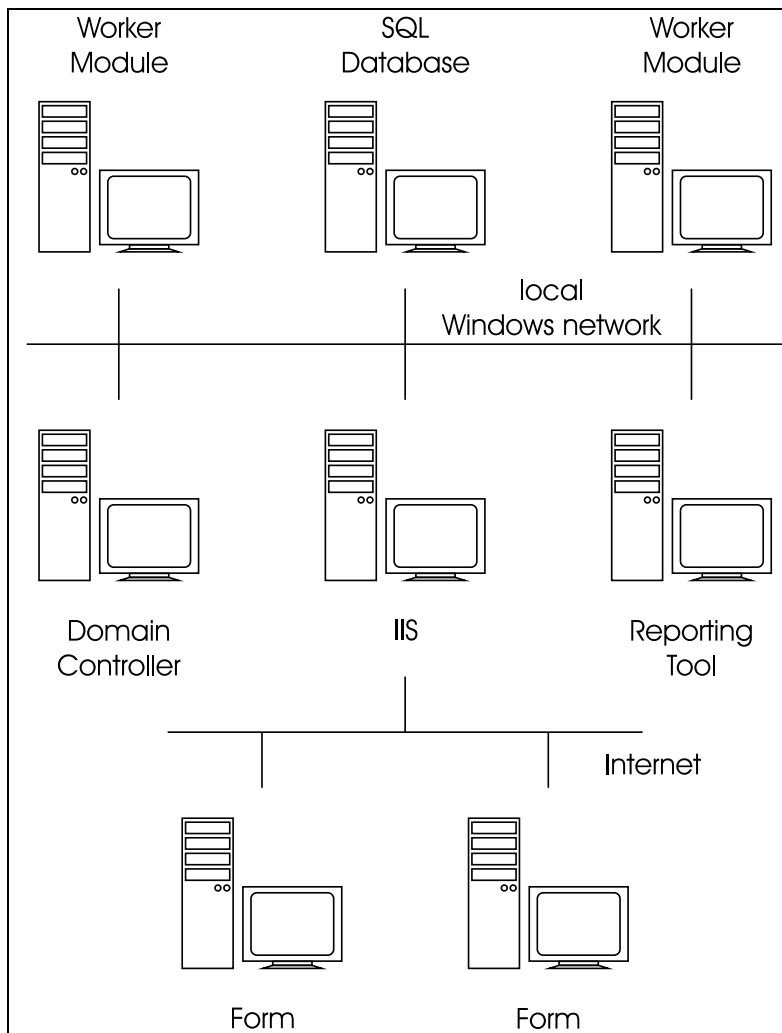 Worker
Module
SQL
Database
Worker
Module
local
Windows network
Domain
Controller
IIS
Reporting
Tool
Internet
Form
Form